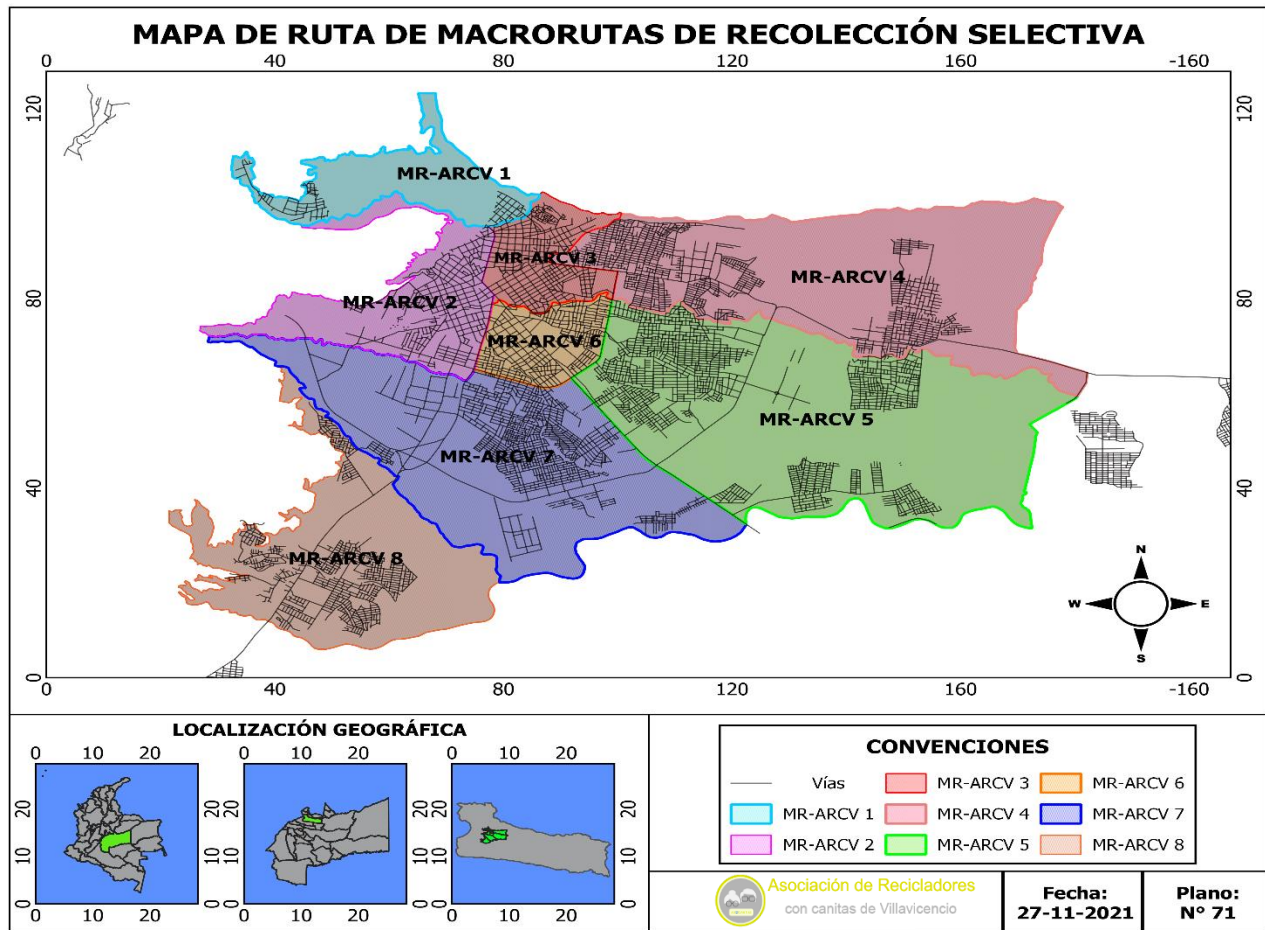 MAPA DE RUTA DE MACRORUTAS DE RECOLECCIÓN SELECTIVA
0 40 80 120 160 -160
120 120
80 80
40 40
0 0
MR-ARCV 1
MR-ARCV 3
MR-ARCV 4
MR-ARCV 2
MR-ARCV 6
MR-ARCV 5
MR-ARCV 7
MR-ARCV 8
N
W E
S
0 40 80 120 160 -160
LOCALIZACIÓN GEOGRÁFICA
0 10 20 0 10 20 0 10 20
20 20 20 20
10 10 10 10
0 0 0 0
0 10 20 0 10 20 0 10 20
CONVENCIONES
Vías MR-ARCV 3 MR-ARCV 6
MR-ARCV 1 MR-ARCV 4 MR-ARCV 7
MR-ARCV 2 MR-ARCV 5 MR-ARCV 8
Asociación de Recicladores
con canitas de Villavicencio
Fecha:
27-11-2021
Plano:
N° 71